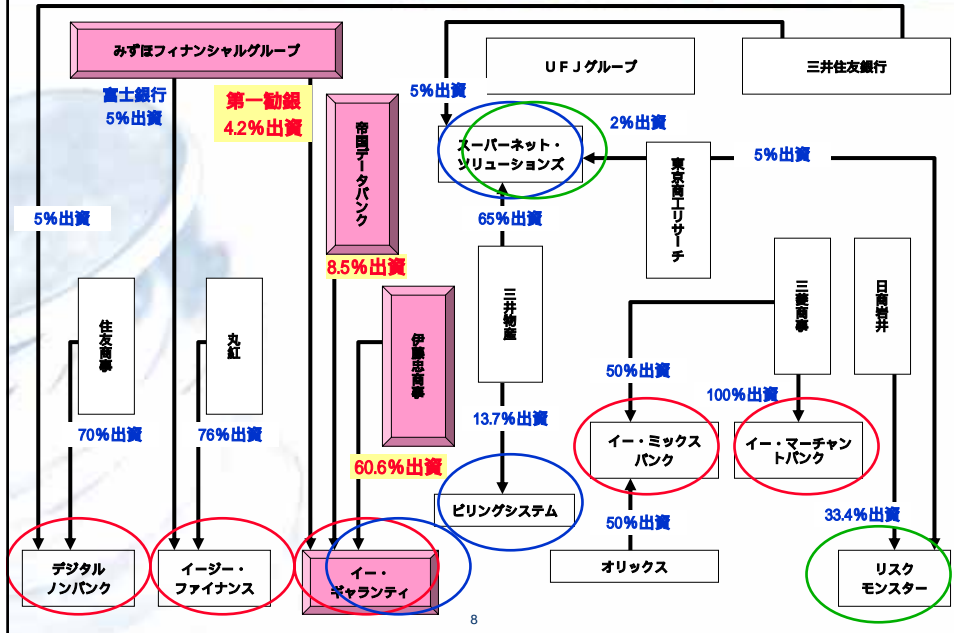 みずほフィナンシャルグループ
UFJグループ
三井住友銀行
富士銀行
5%出資
第一勧銀
4.2%出資
5%出資
帝国データバンク
スーパーネット・
ソリューションズ
2%出資
東京商工リサーチ
5%出資
5%出資
65%出資
8.5%出資
住友商事
丸紅
伊藤忠商事
三井物産
三菱商事
日商岩井
50%出資
100%出資
70%出資
76%出資
13.7%出資
イー・ミックス
バンク
イー・マーチャン
トバンク
60.6%出資
ビリングシステム
50%出資
33.4%出資
デジタル
ノンバンク
イージー・
ファイナンス
イー・
ギャランティ
オリックス
リスク
モンスター
8